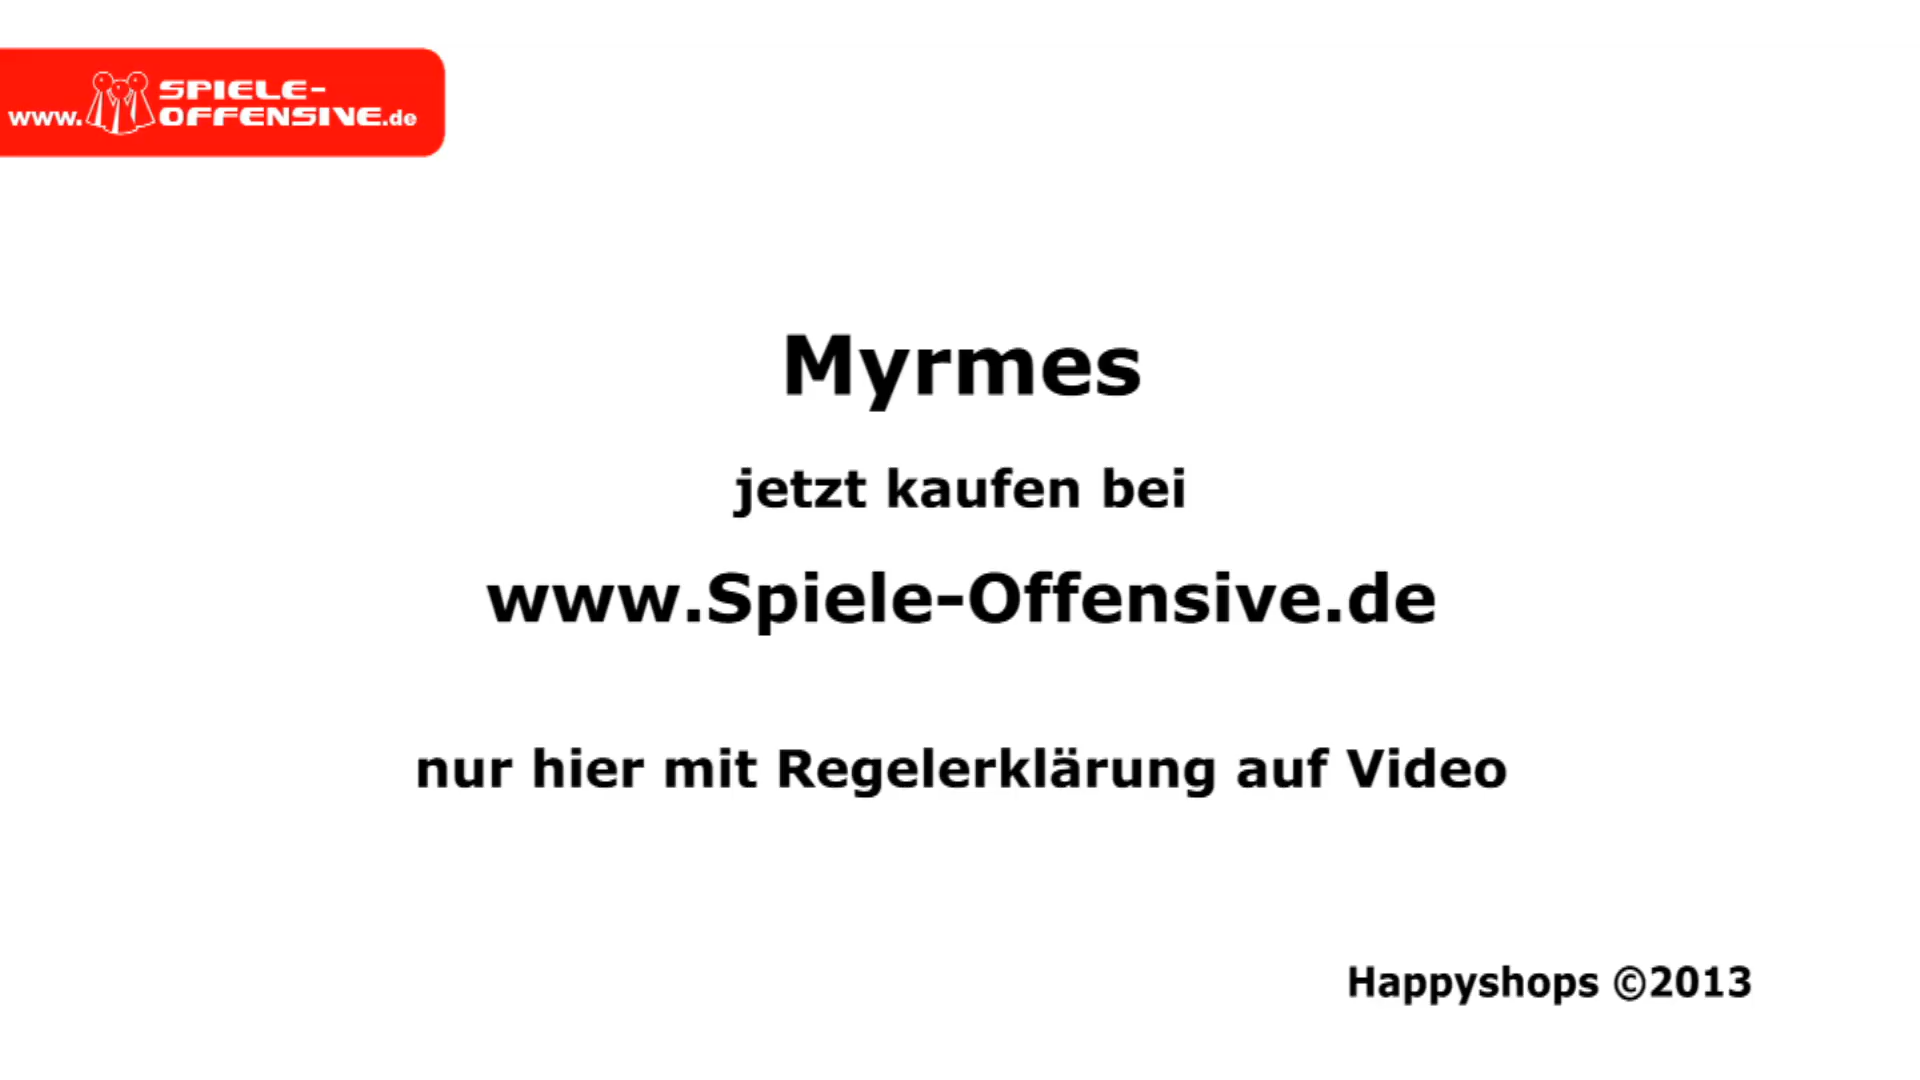 www. SPIELE-
OFFENSIVE.de
Myrmes
jetzt kaufen bei
www.Spiele-Offensive.de
nur hier mit Regelerklärung auf Video
Happyshops ©2013